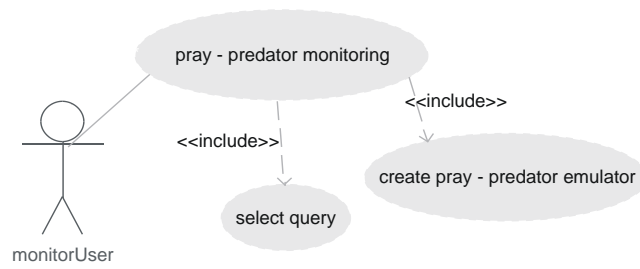 pray - predator monitoring
<<include>>
<<include>>
create pray - predator emulator
select query
monitorUser